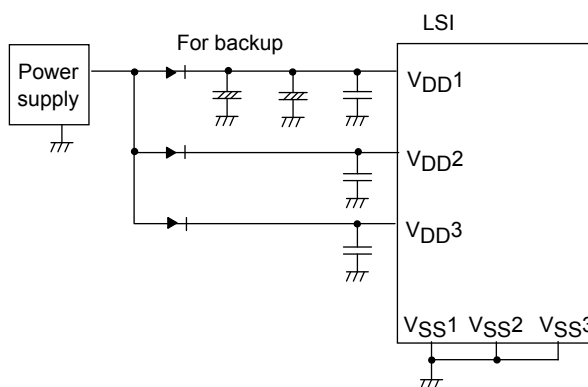 LSI
For backup
Power
supply
VDD1
VDD2
VDD3
VSS1 VSS2 VSS3